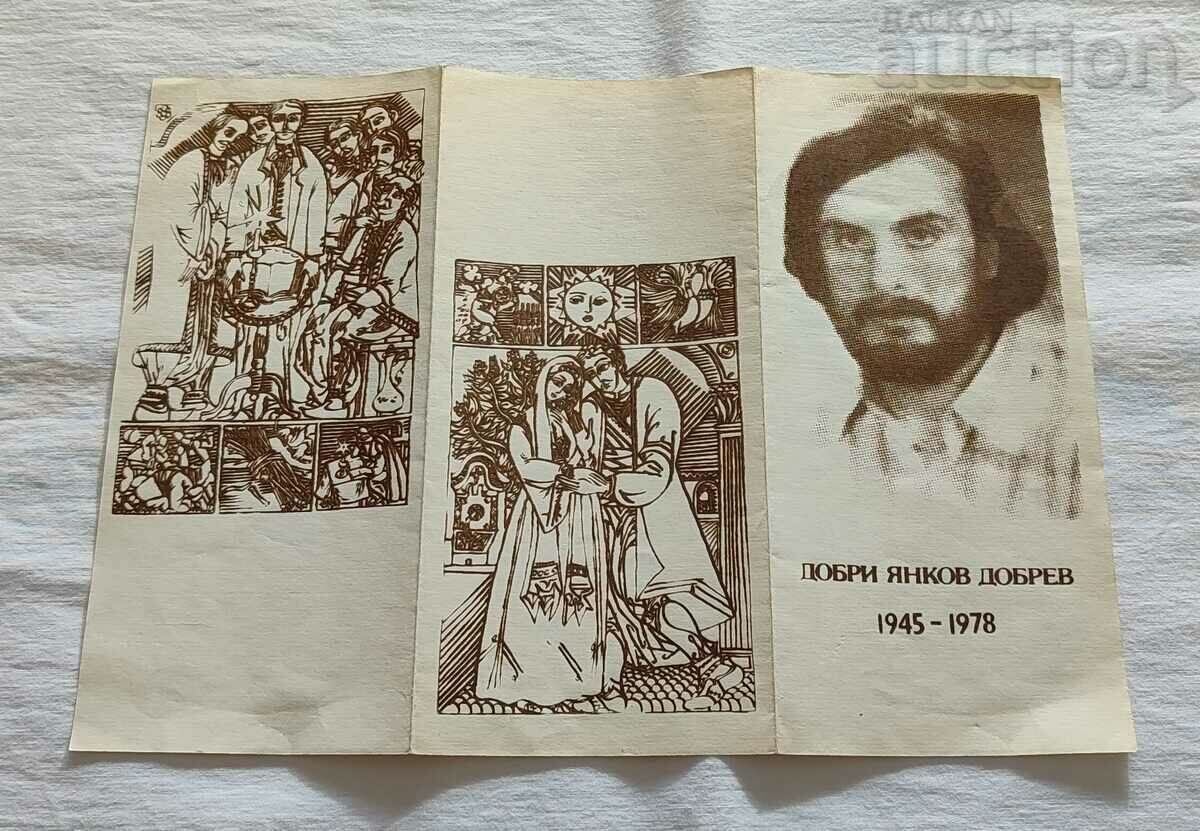 BALKAN
auction
ДОБРИ ЯНКОВ ДОБРЕВ
1945 - 1978